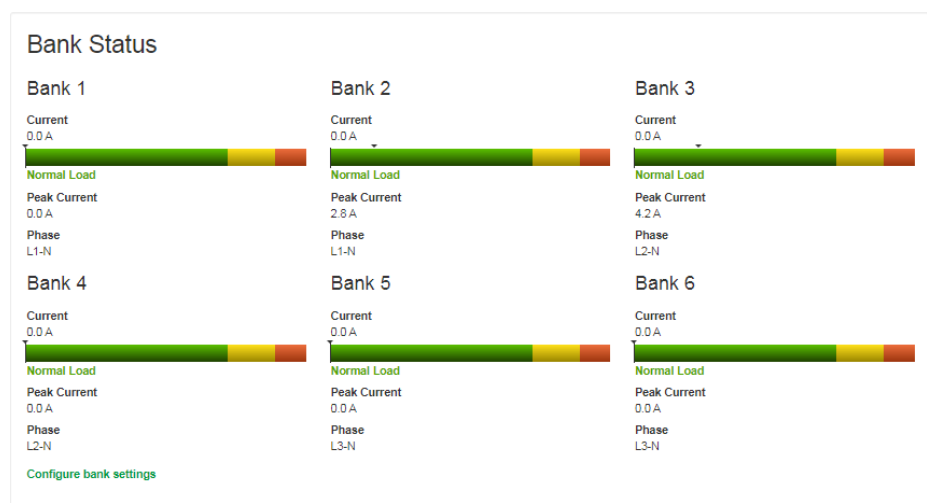 Bank Status
Bank 1
Current
0.0 A
Normal Load
Peak Current
0.0 A
Phase
L1-N
Bank 2
Current
0.0 A
Normal Load
Peak Current
2.8 A
Phase
L1-N
Bank 3
Current
0.0 A
Normal Load
Peak Current
4.2 A
Phase
L2-N
Bank 4
Current
0.0 A
Normal Load
Peak Current
0.0 A
Phase
L2-N
Bank 5
Current
0.0 A
Normal Load
Peak Current
0.0 A
Phase
L3-N
Bank 6
Current
0.0 A
Normal Load
Peak Current
0.0 A
Phase
L3-N
Configure bank settings